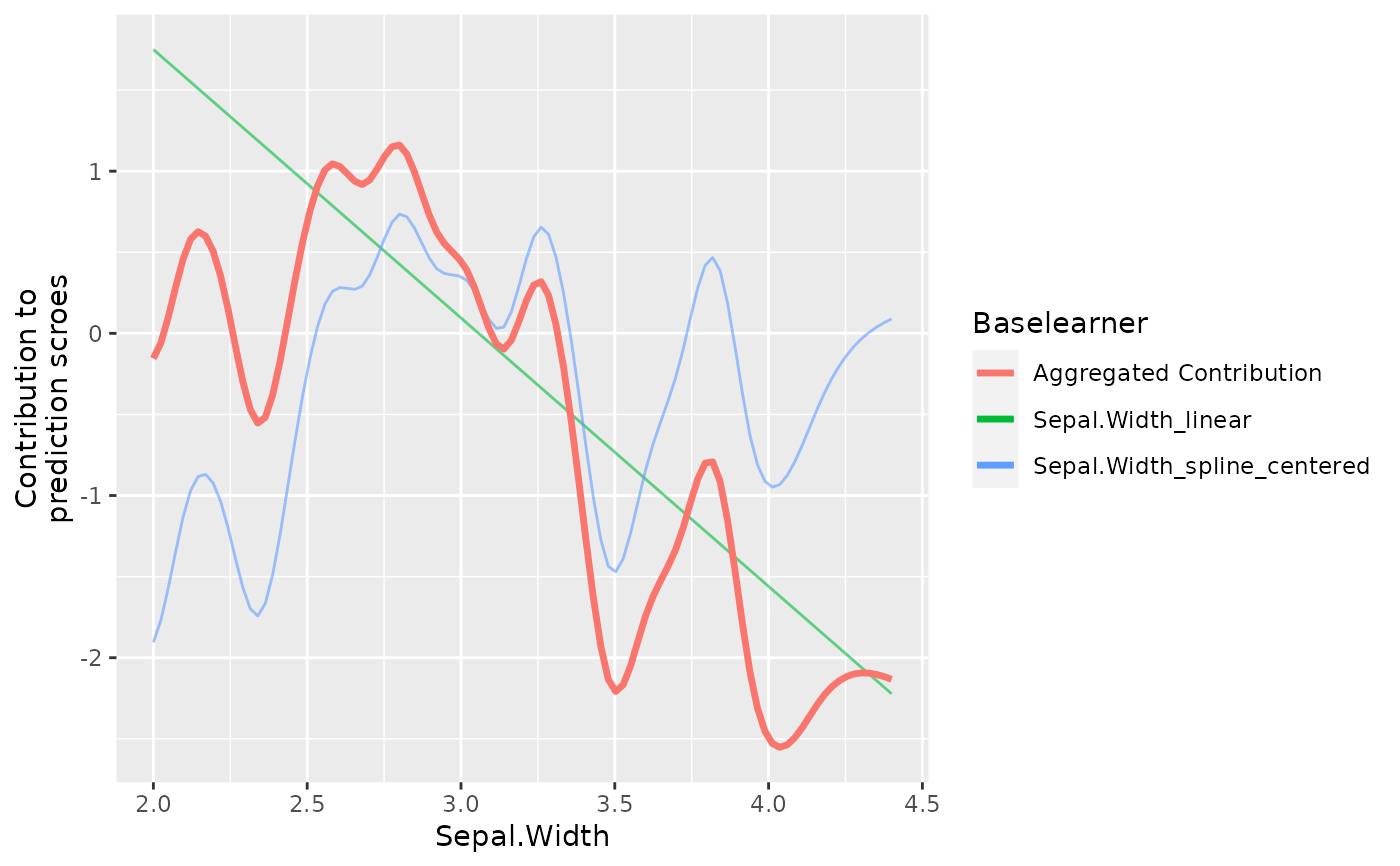 Contribution to
prediction scroes
1
0
-1
-2
2.0 2.5 3.0 3.5 4.0 4.5
Sepal.Width
Baselearner
Aggregated Contribution
Sepal.Width_linear
Sepal.Width_spline_centered